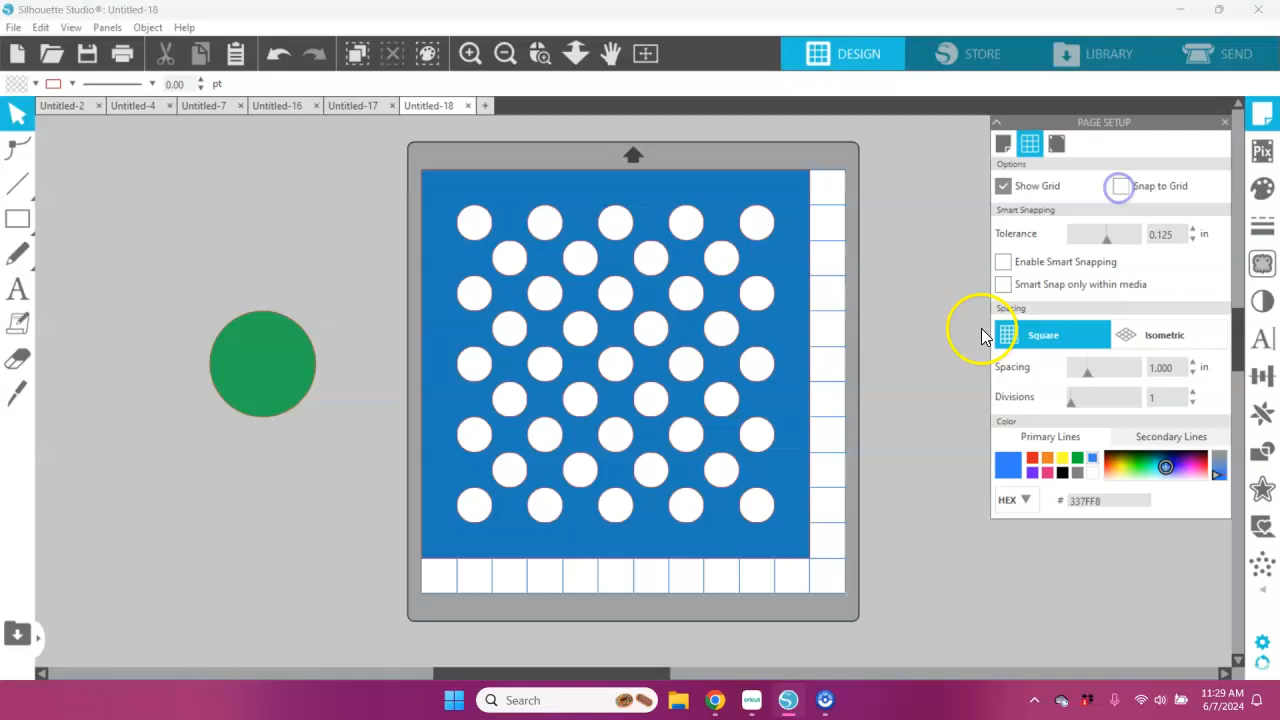 Silhouette Studio®: Untitled-18
File Edit View Panels Object Help
DESIGN STORE LIBRARY SEND
0.00 pt
Untitled-2 Untitled-4 Untitled-7 Untitled-16 Untitled-17 Untitled-18
PAGE SETUP
Options
Show Grid Snap to Grid
Smart Snapping
Tolerance 0.125 in
Enable Smart Snapping
Smart Snap only within media
Spacing
Square Isometric
Spacing 1.000 in
Divisions 1
Color
Primary Lines Secondary Lines
HEX # 337FF8
Pix
A
A
Search
cricut
11:29 AM
6/7/2024